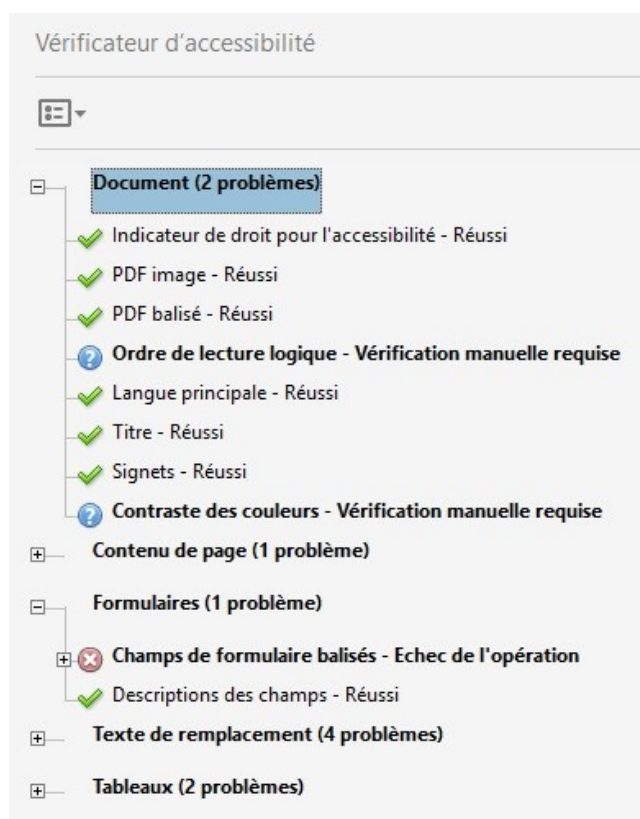 Vérificateur d'accessibilité
Document (2 problèmes)
Indicateur de droit pour l'accessibilité - Réussi
PDF image - Réussi
PDF balisé - Réussi
Ordre de lecture logique - Vérification manuelle requise
Langue principale - Réussi
Titre - Réussi
Signets - Réussi
Contraste des couleurs - Vérification manuelle requise
Contenu de page (1 problème)
Formulaires (1 problème)
Champs de formulaire balisés - Echec de l'opération
Descriptions des champs - Réussi
Texte de remplacement (4 problèmes)
Tableaux (2 problèmes)